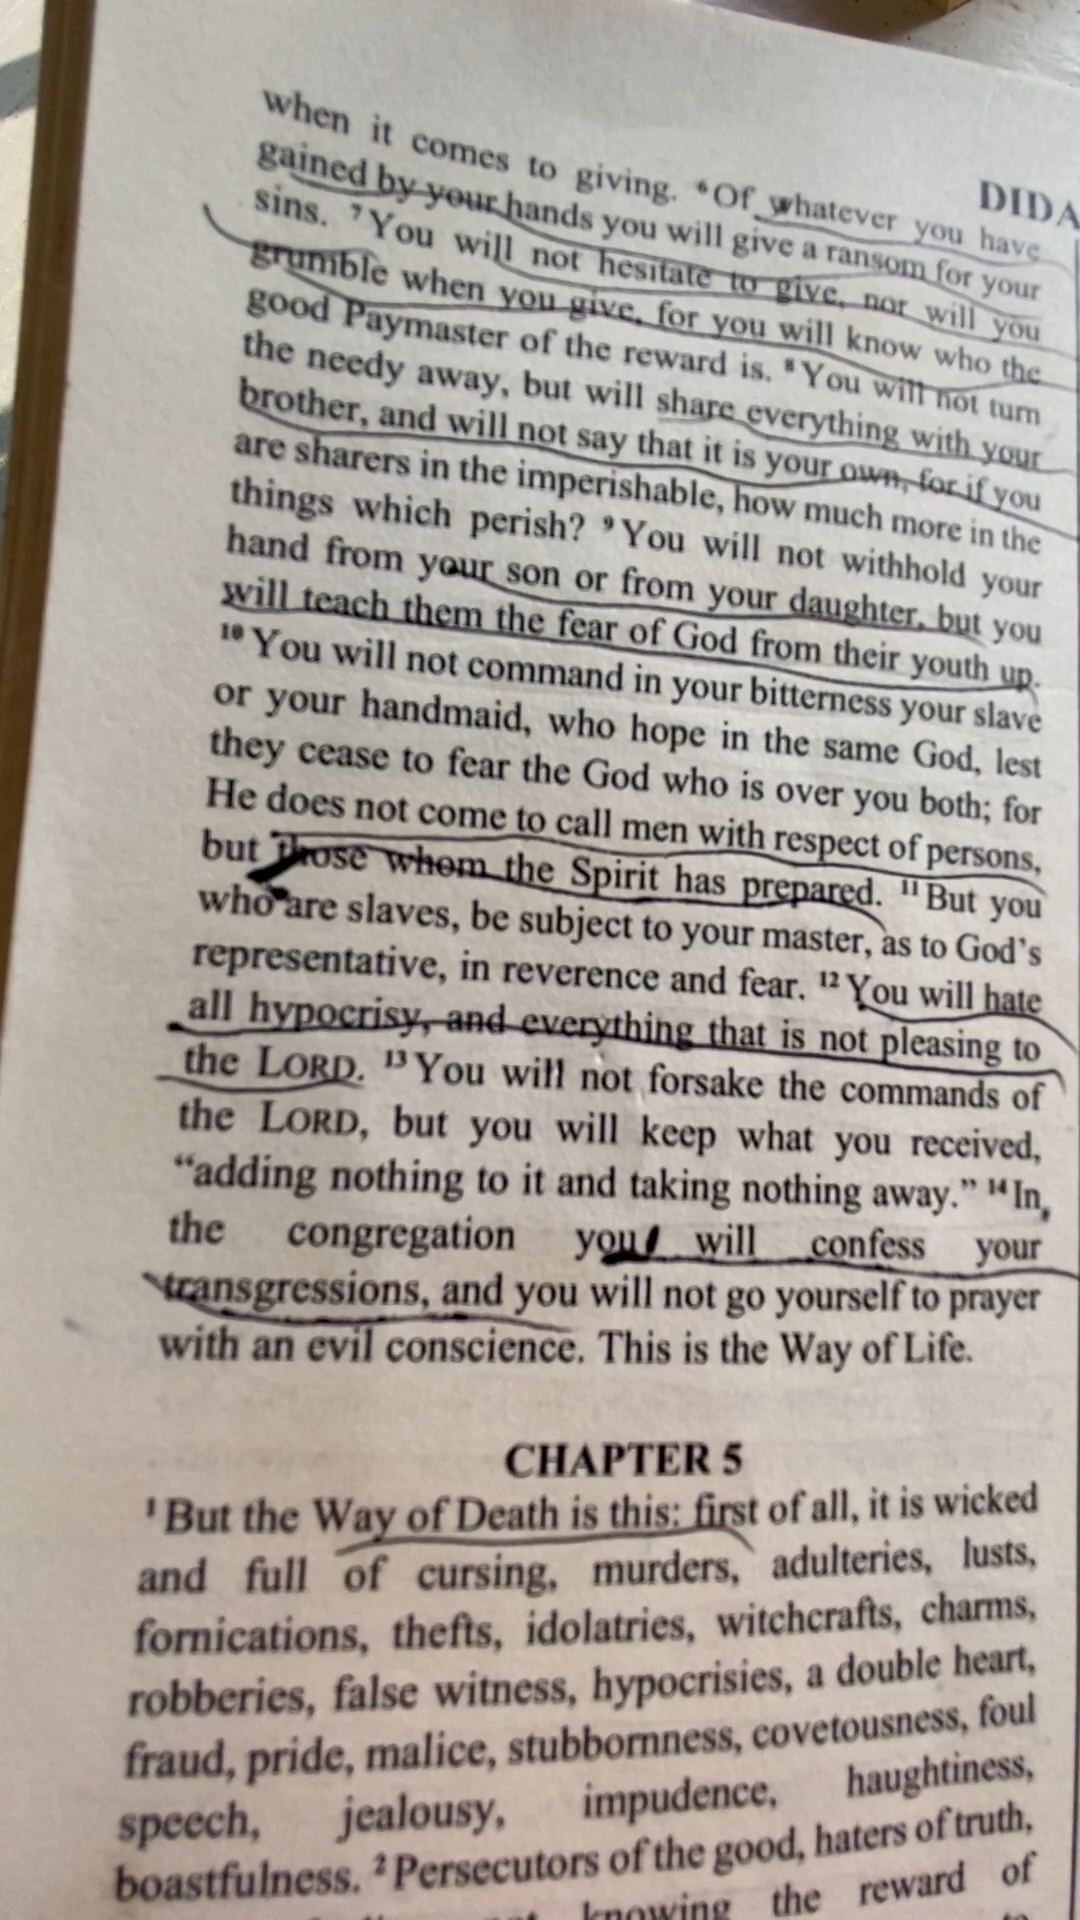 DIDA
when it comes to giving. ⁶Of whatever you have
gained by your hands you will give a ransom for your
sins. ⁷You will not hesitate to give, nor will you
grumble when you give, for you will know who the
good Paymaster of the reward is. ⁸You will not turn
the needy away, but will share everything with your
brother, and will not say that it is your own, for if you
are sharers in the imperishable, how much more in the
things which perish? ⁹You will not withhold your
hand from your son or from your daughter, but you
will teach them the fear of God from their youth up.
¹⁰You will not command in your bitterness your slave
or your handmaid, who hope in the same God, lest
they cease to fear the God who is over you both; for
He does not come to call men with respect of persons,
but those whom the Spirit has prepared. ¹¹But you
who are slaves, be subject to your master, as to God's
representative, in reverence and fear. ¹²You will hate
all hypocrisy, and everything that is not pleasing to
the LORD. ¹³You will not forsake the commands of
the LORD, but you will keep what you received,
“adding nothing to it and taking nothing away.” ¹⁴In
the congregation you will confess your
transgressions, and you will not go yourself to prayer
with an evil conscience. This is the Way of Life.
CHAPTER 5
¹But the Way of Death is this: first of all, it is wicked
and full of cursing, murders, adulteries, lusts,
fornications, thefts, idolatries, witchcrafts, charms,
robberies, false witness, hypocrisies, a double heart,
fraud, pride, malice, stubbornness, covetousness, foul
speech, jealousy, impudence, haughtiness,
boastfulness. ²Persecutors of the good, haters of truth,
knowing the reward of